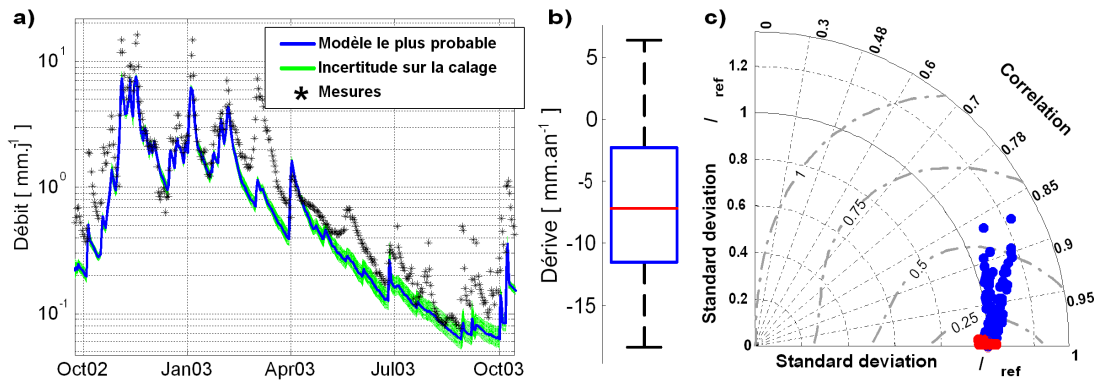 a)
Débit [ mm.j¹ ]
10¹
10⁰
10⁻¹
Oct02 Jan03 Apr03 Jul03 Oct03
Modèle le plus probable
Incertitude sur la calage
* Mesures
b)
Dérive [ mm.an⁻¹ ]
5
0
-5
-10
-15
c)
Standard deviation / ref
1.2
1
0.8
0.6
0.4
0.2
0
0 0.3 0.48 0.6 0.7 0.78 0.85 0.9 0.95 1
Correlation
1
0.75
0.5
0.25
Standard deviation / ref